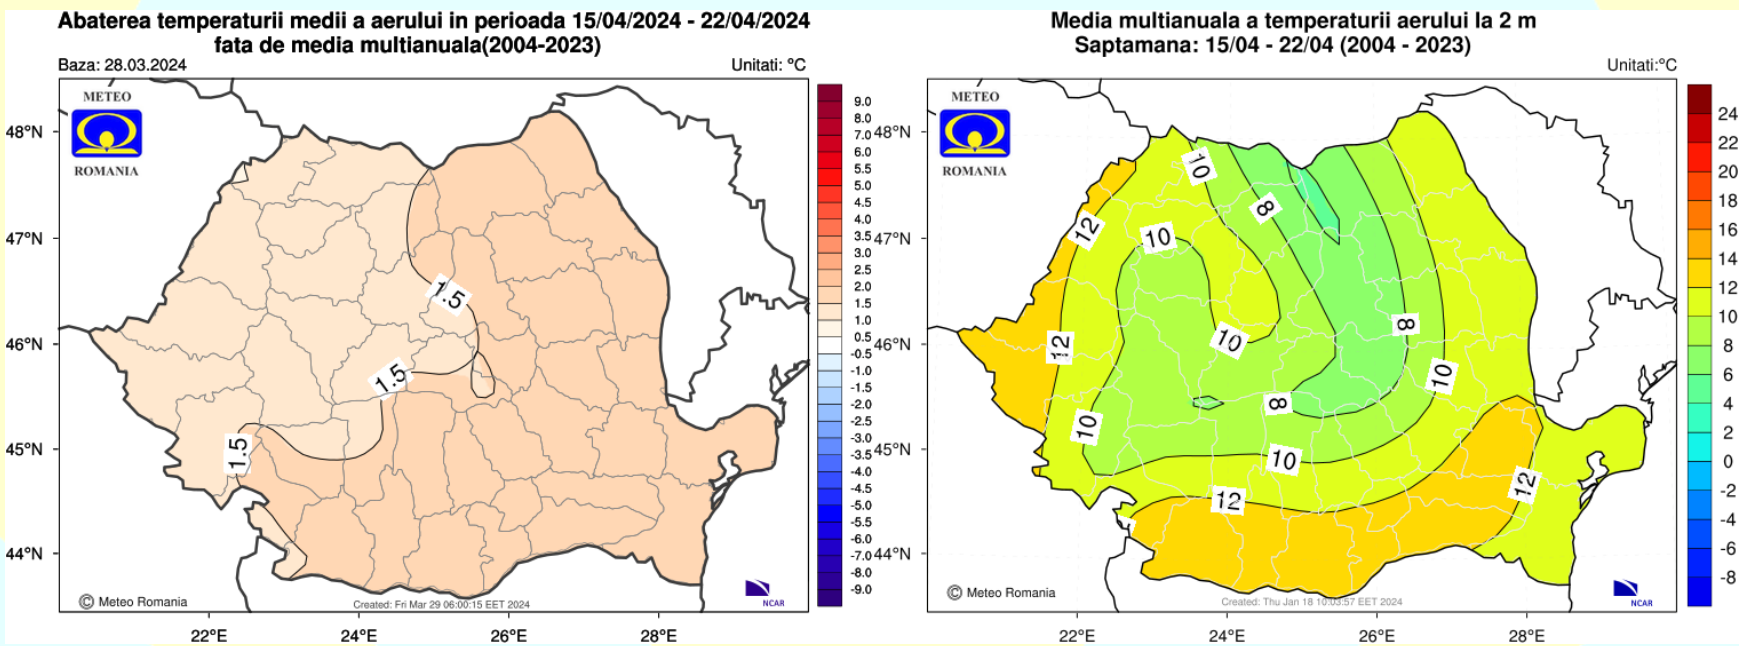 Abaterea temperaturii medii a aerului in perioada 15/04/2024 - 22/04/2024
fata de media multianuala(2004-2023)
Baza: 28.03.2024
Unitati: °C
METEO
ROMANIA
48°N
47°N
46°N
45°N
44°N
1.5
1.5
1.5
9.0
8.0
7.0
6.0
5.5
5.0
4.5
4.0
3.5
3.0
2.5
2.0
1.5
1.0
0.5
-0.5
-1.0
-1.5
-2.0
-2.5
-3.0
-3.5
-4.0
-4.5
-5.0
-5.5
-6.0
-7.0
-8.0
-9.0
© Meteo Romania
Created: Fri Mar 29 06:00:15 EET 2024
NCAR
22°E
24°E
26°E
28°E
Media multianuala a temperaturii aerului la 2 m
Saptamana: 15/04 - 22/04 (2004 - 2023)
Unitati:°C
METEO
ROMANIA
48°N
47°N
46°N
45°N
44°N
10
8
12
10
8
12
10
10
8
10
10
12
12
24
22
20
18
16
14
12
10
8
6
4
2
0
-2
-4
-6
-8
© Meteo Romania
Created: Thu Jan 18 10:03:57 EET 2024
NCAR
22°E
24°E
26°E
28°E